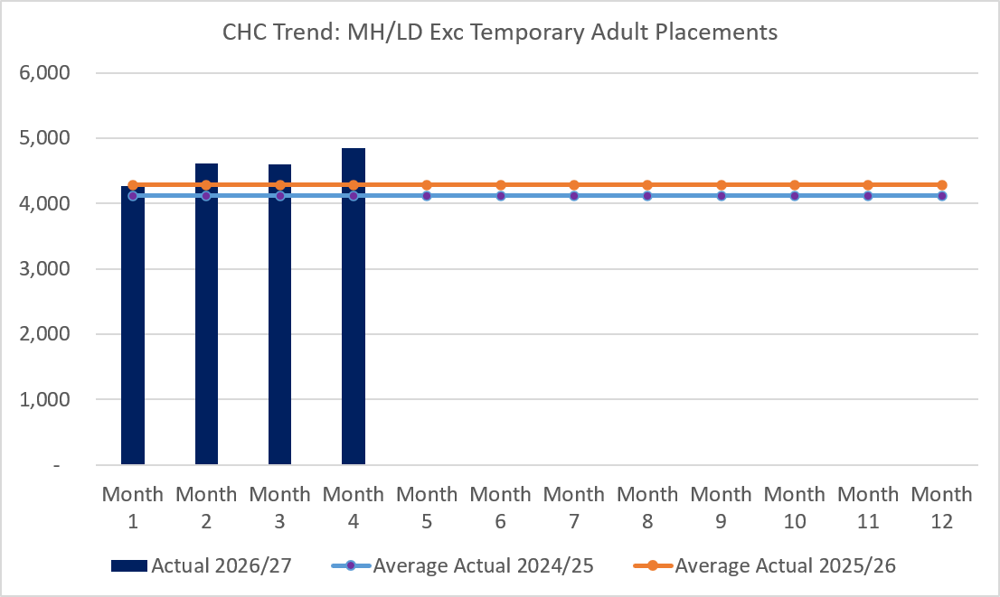 CHC Trend: MH/LD Exc Temporary Adult Placements
6,000
5,000
4,000
3,000
2,000
1,000
-
Month Month Month Month Month Month Month Month Month Month Month Month
1 2 3 4 5 6 7 8 9 10 11 12
Actual 2026/27 Average Actual 2024/25 Average Actual 2025/26